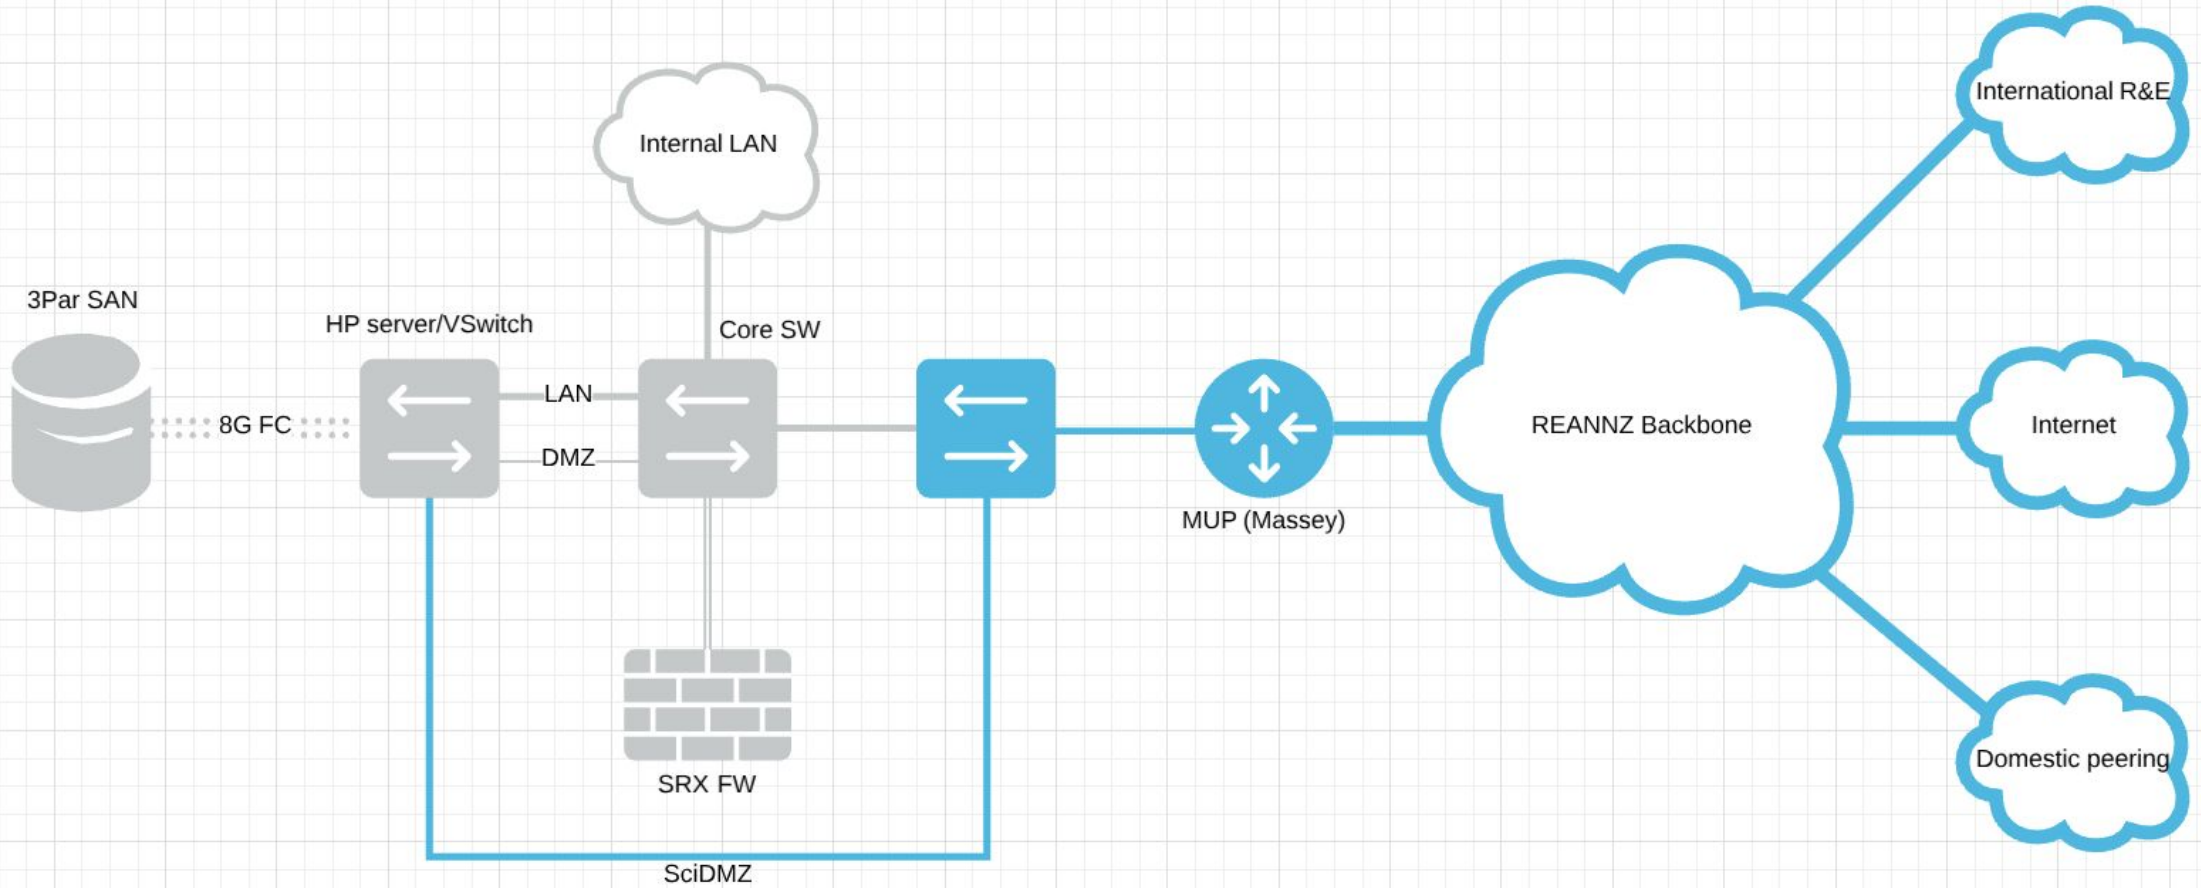 International R&E
Internal LAN
3Par SAN
HP server/VSwitch
Core SW
LAN
8G FC
DMZ
REANNZ Backbone
Internet
MUP (Massey)
Domestic peering
SRX FW
SciDMZ